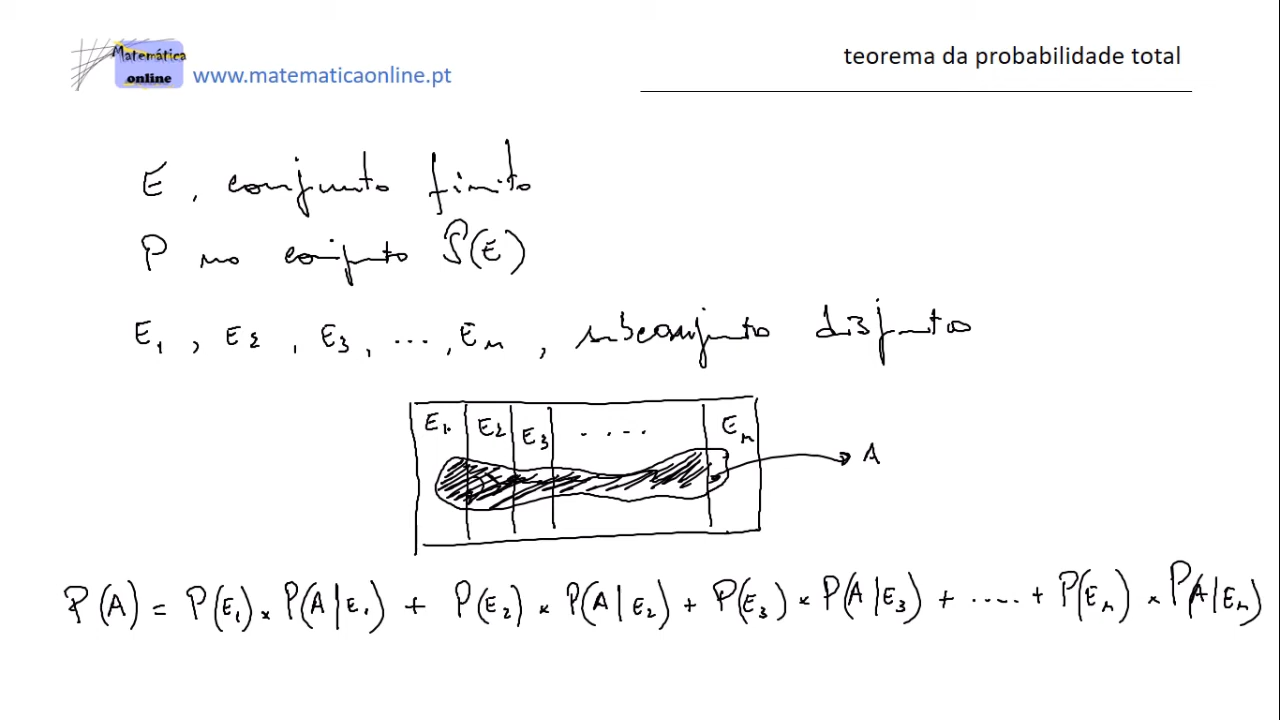 Matemática
online
www.matematicaonline.pt
teorema da probabilidade total
E, conjunto finito
P no conjunto P(E)
E₁, E₂, E₃, ..., Eₙ, subconjunto disjuntos
E₁ E₂ E₃ ..... Eₙ
A
P(A) = P(E₁) × P(A|E₁) + P(E₂) × P(A|E₂) + P(E₃) × P(A|E₃) + ..... + P(Eₙ) × P(A|Eₙ)